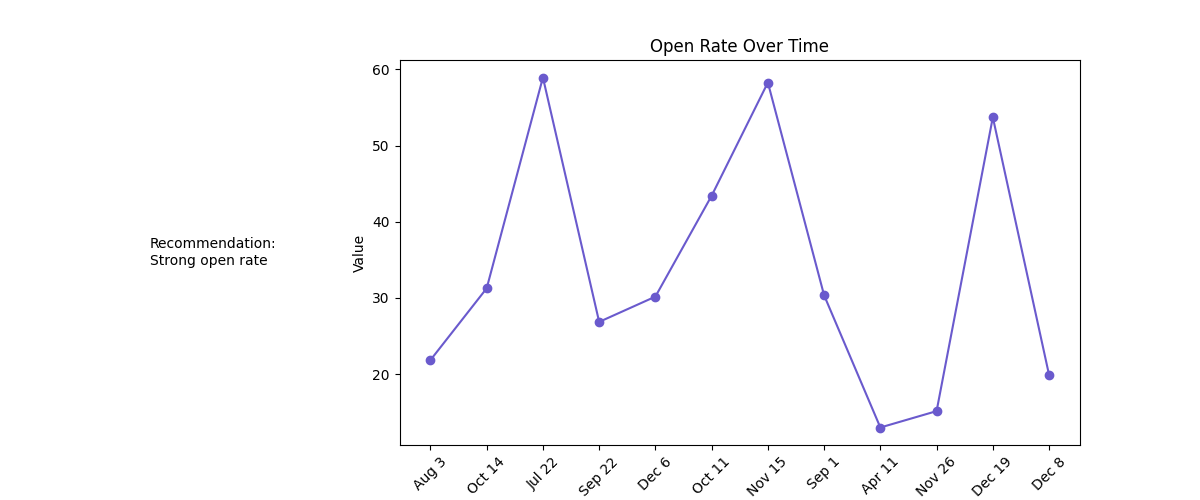 Open Rate Over Time
Recommendation:
Strong open rate
Value
60
50
40
30
20
Aug 3
Oct 14
Jul 22
Sep 22
Dec 6
Oct 11
Nov 15
Sep 1
Apr 11
Nov 26
Dec 19
Dec 8